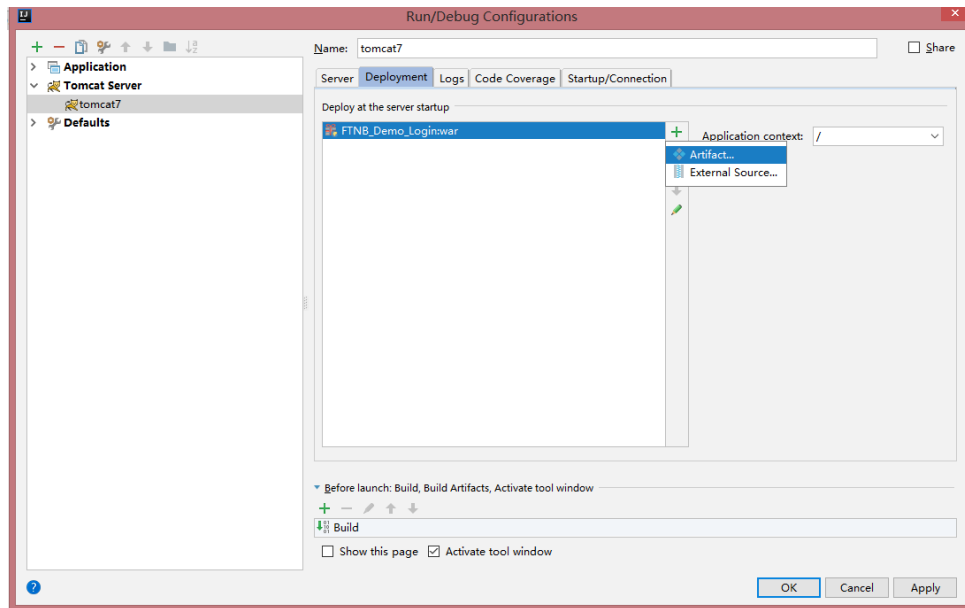 Run/Debug Configurations
Name: tomcat7
Share
Application
Tomcat Server
tomcat7
Defaults
Server Deployment Logs Code Coverage Startup/Connection
Deploy at the server startup
FTNB_Demo_Login:war
Application context: /
Artifact...
External Source...
Before launch: Build, Build Artifacts, Activate tool window
Build
Show this page Activate tool window
OK Cancel Apply